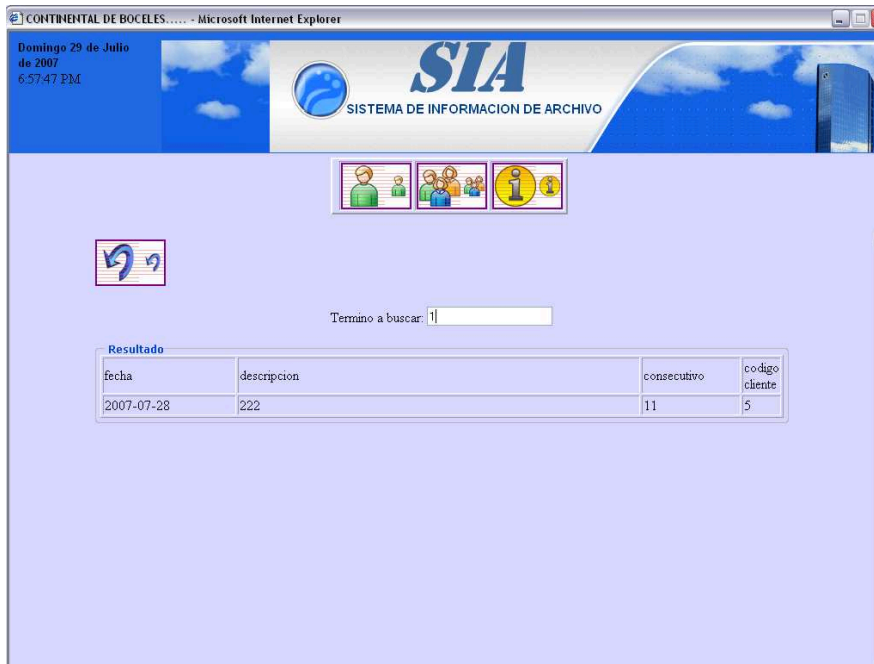 CONTINENTAL DE BOCELES..... - Microsoft Internet Explorer
Domingo 29 de Julio
de 2007
6:57:47 PM
SIA
SISTEMA DE INFORMACION DE ARCHIVO
Termino a buscar: 1
Resultado
fecha descripcion consecutivo codigo cliente
2007-07-28 222 11 5